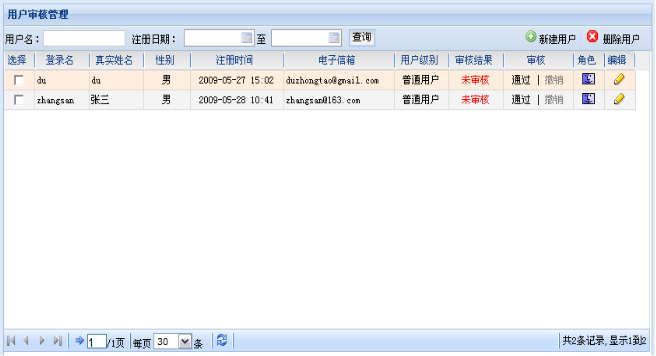 用户审核管理
用户名： 注册日期： 至 查询 新建用户 删除用户
选择 登录名 真实姓名 性别 注册时间 电子信箱 用户级别 审核结果 审核 角色 编辑
du du 男 2009-05-27 15:02 duzhongtao@gmail.com 普通用户 未审核 通过 | 撤销
zhangsan 张三 男 2009-05-28 10:41 zhangsan@163.com 普通用户 未审核 通过 | 撤销
1 /1页 每页 30 条 共2条记录,显示1到2